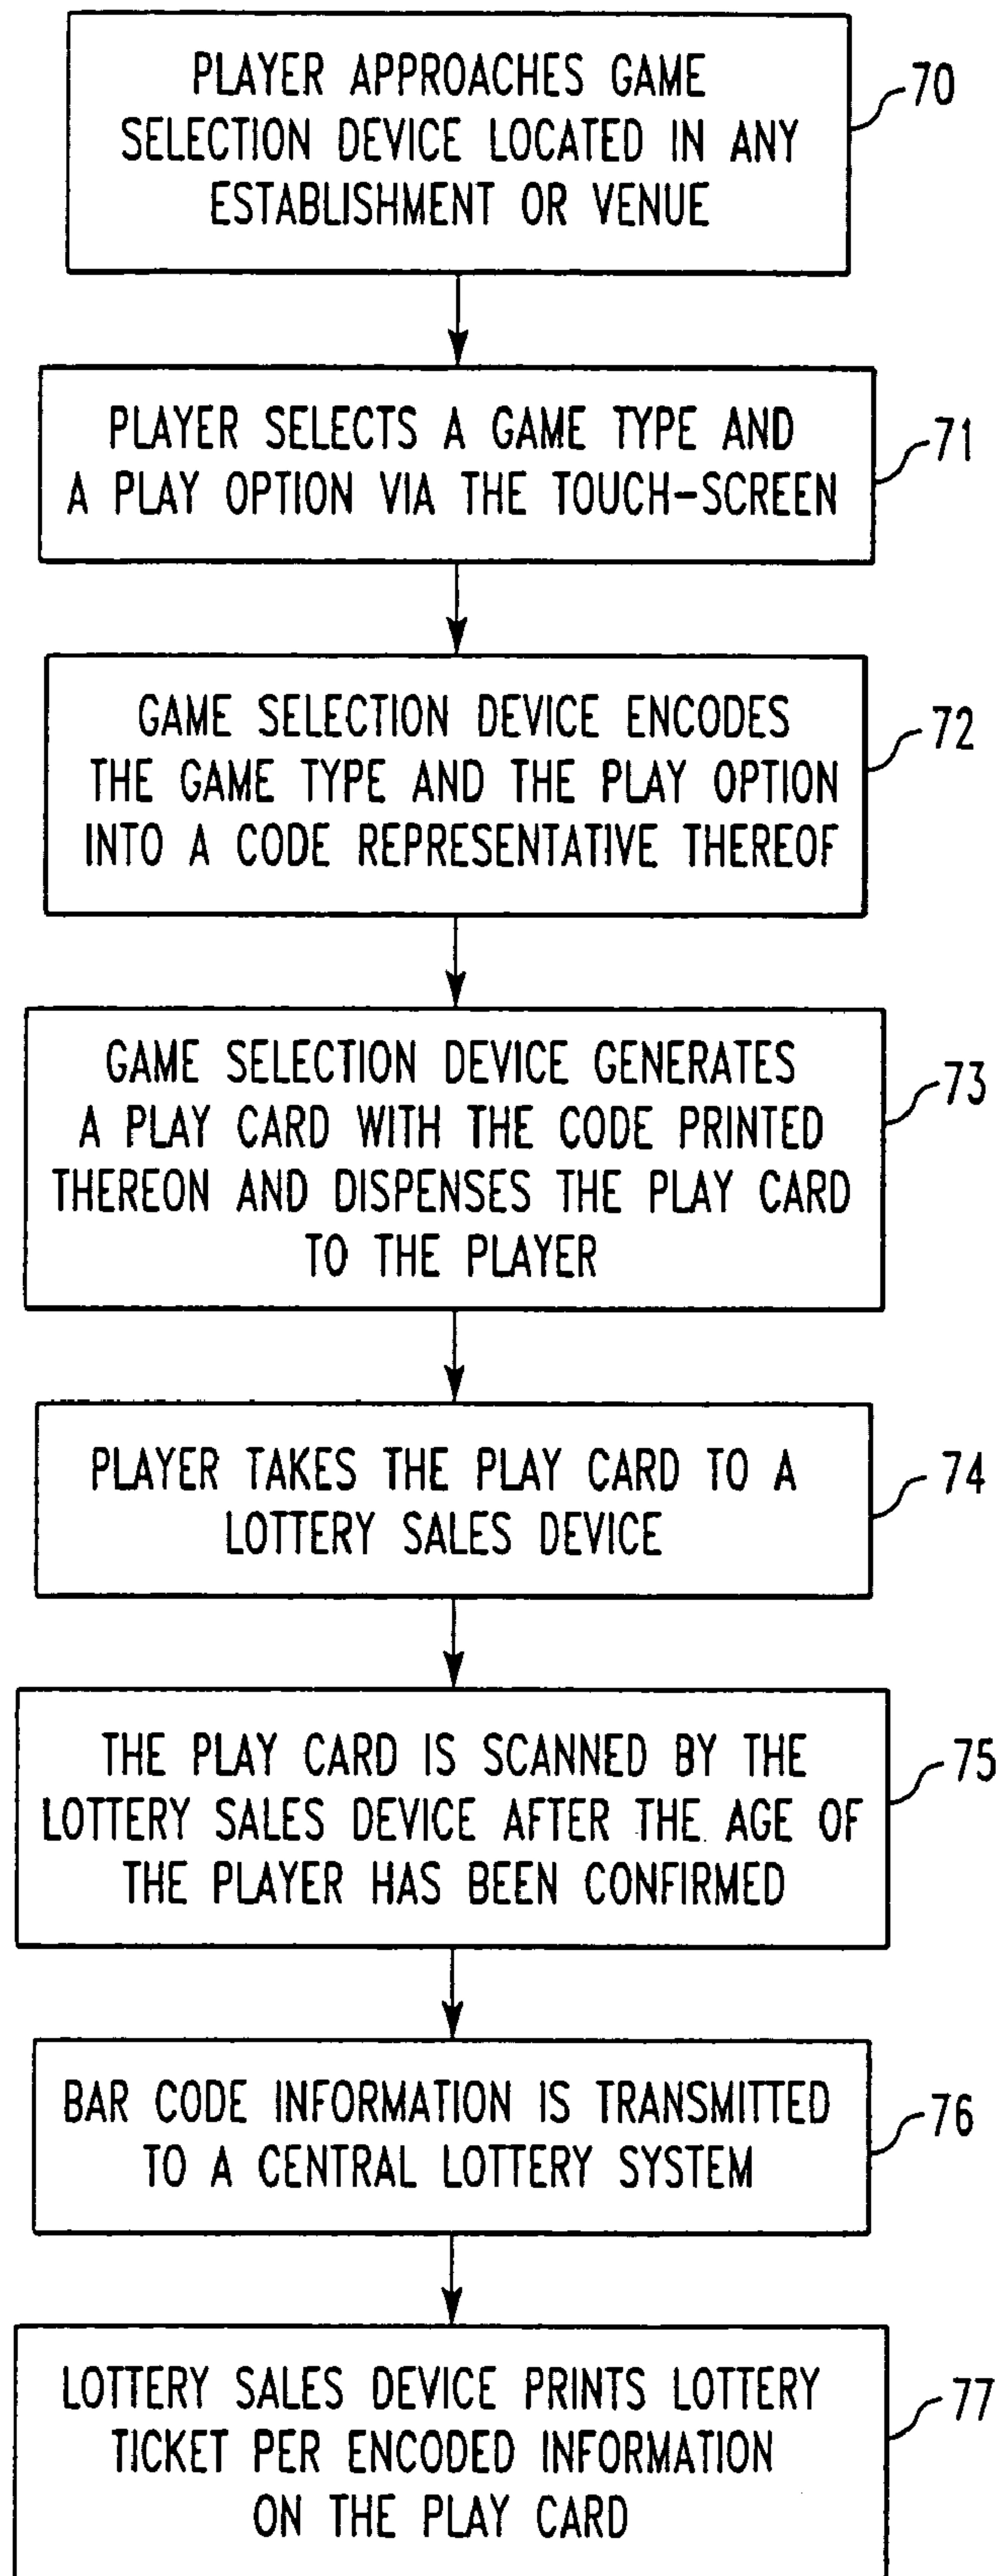 PLAYER APPROACHES GAME
SELECTION DEVICE LOCATED IN ANY
ESTABLISHMENT OR VENUE
70
PLAYER SELECTS A GAME TYPE AND
A PLAY OPTION VIA THE TOUCH-SCREEN
71
GAME SELECTION DEVICE ENCODES
THE GAME TYPE AND THE PLAY OPTION
INTO A CODE REPRESENTATIVE THEREOF
72
GAME SELECTION DEVICE GENERATES
A PLAY CARD WITH THE CODE PRINTED
THEREON AND DISPENSES THE PLAY CARD
TO THE PLAYER
73
PLAYER TAKES THE PLAY CARD TO A
LOTTERY SALES DEVICE
74
THE PLAY CARD IS SCANNED BY THE
LOTTERY SALES DEVICE AFTER THE AGE OF
THE PLAYER HAS BEEN CONFIRMED
75
BAR CODE INFORMATION IS TRANSMITTED
TO A CENTRAL LOTTERY SYSTEM
76
LOTTERY SALES DEVICE PRINTS LOTTERY
TICKET PER ENCODED INFORMATION
ON THE PLAY CARD
77